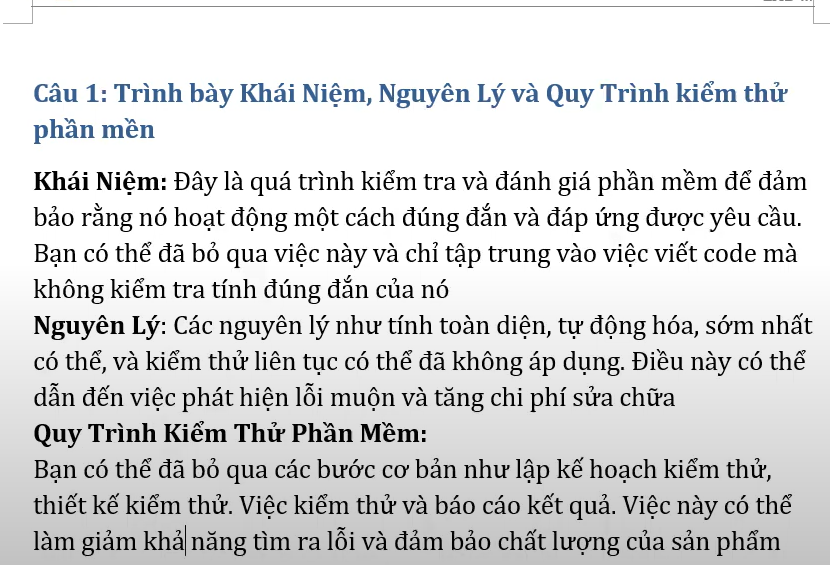 Câu 1: Trình bày Khái Niệm, Nguyên Lý và Quy Trình kiểm thử
phần mền
Khái Niệm: Đây là quá trình kiểm tra và đánh giá phần mềm để đảm
bảo rằng nó hoạt động một cách đúng đắn và đáp ứng được yêu cầu.
Bạn có thể đã bỏ qua việc này và chỉ tập trung vào việc viết code mà
không kiểm tra tính đúng đắn của nó
Nguyên Lý: Các nguyên lý như tính toàn diện, tự động hóa, sớm nhất
có thể, và kiểm thử liên tục có thể đã không áp dụng. Điều này có thể
dẫn đến việc phát hiện lỗi muộn và tăng chi phí sửa chữa
Quy Trình Kiểm Thử Phần Mềm:
Bạn có thể đã bỏ qua các bước cơ bản như lập kế hoạch kiểm thử,
thiết kế kiểm thử. Việc kiểm thử và báo cáo kết quả. Việc này có thể
làm giảm khả năng tìm ra lỗi và đảm bảo chất lượng của sản phẩm